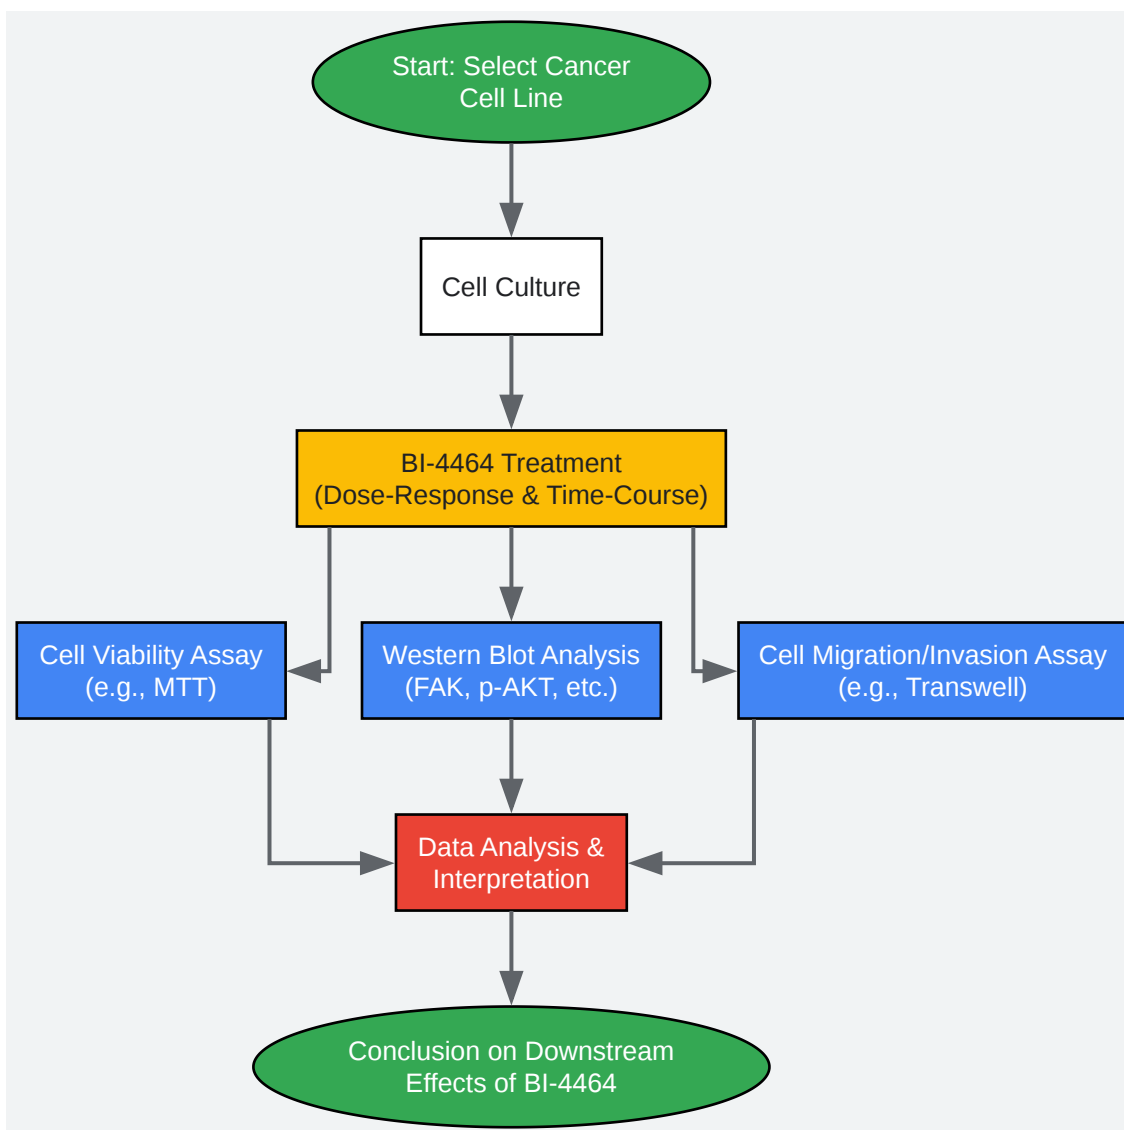 Start: Select Cancer
Cell Line
Cell Culture
BI-4464 Treatment
(Dose-Response & Time-Course)
Cell Viability Assay
(e.g., MTT)
Western Blot Analysis
(FAK, p-AKT, etc.)
Cell Migration/Invasion Assay
(e.g., Transwell)
Data Analysis &
Interpretation
Conclusion on Downstream
Effects of BI-4464